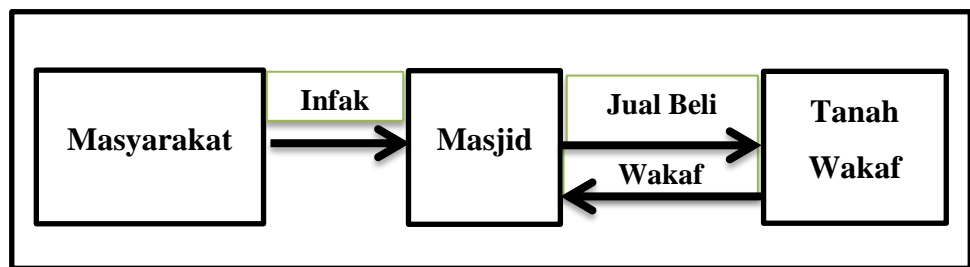 Masyarakat
Infak
Masjid
Jual Beli
Wakaf
Tanah
Wakaf